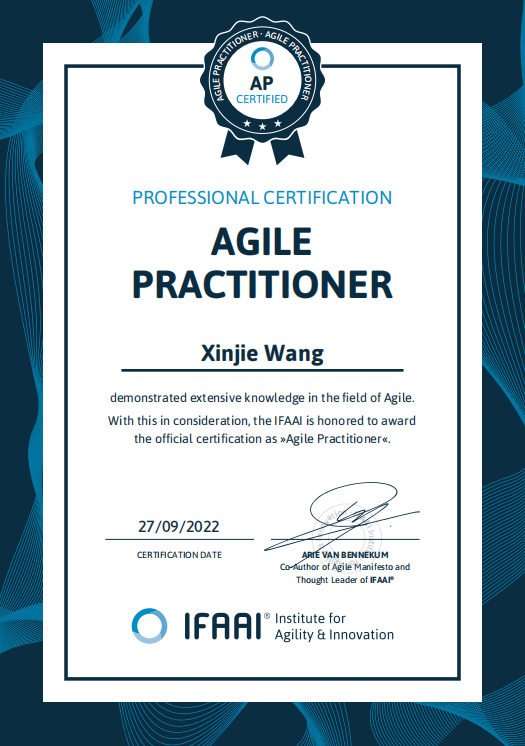 AGILE PRACTITIONER · AGILE PRACTITIONER
AP
CERTIFIED
PROFESSIONAL CERTIFICATION
AGILE
PRACTITIONER
Xinjie Wang
demonstrated extensive knowledge in the field of Agile.
With this in consideration, the IFAAI is honored to award
the official certification as »Agile Practitioner«.
27/09/2022
CERTIFICATION DATE
ARIE VAN BENNEKUM
Co-Author of Agile Manifesto and
Thought Leader of IFAAI®
IFAAI® Institute for
Agility & Innovation